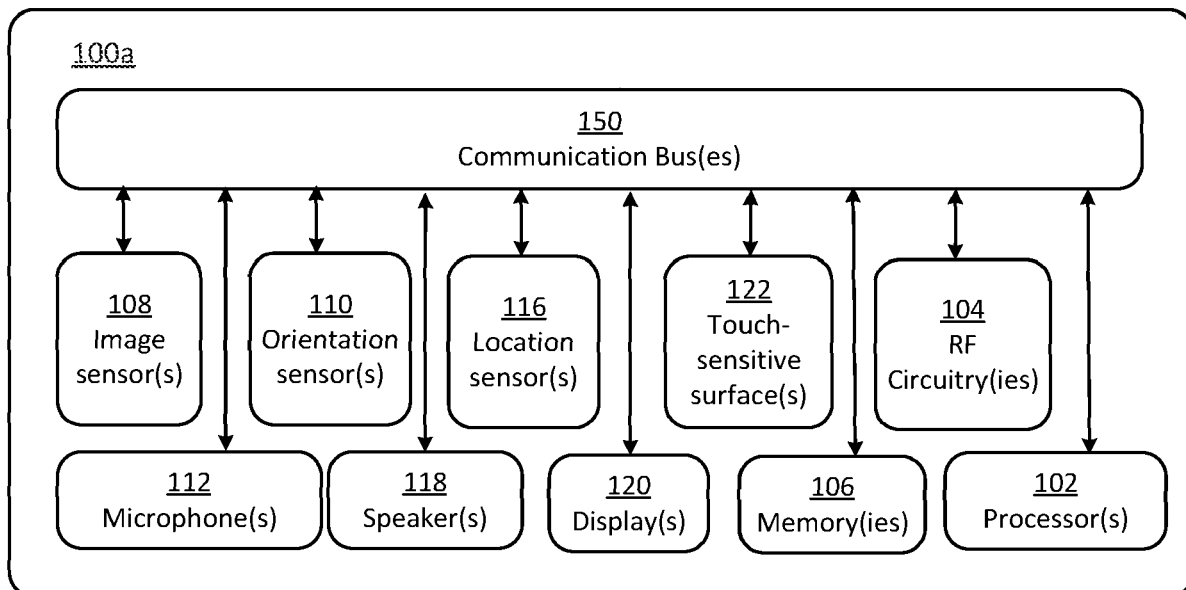 100a
150
Communication Bus(es)
108
Image
sensor(s)
110
Orientation
sensor(s)
116
Location
sensor(s)
122
Touch-
sensitive
surface(s)
104
RF
Circuitry(ies)
112
Microphone(s)
118
Speaker(s)
120
Display(s)
106
Memory(ies)
102
Processor(s)